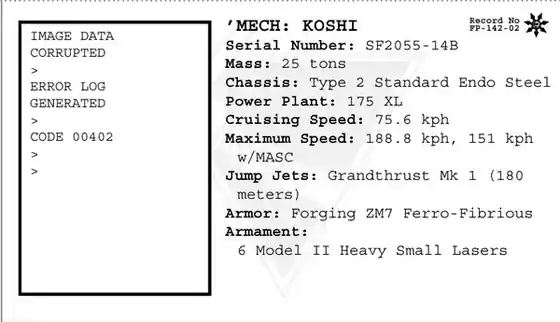 IMAGE DATA
CORRUPTED
>
ERROR LOG
GENERATED
>
CODE 00402
>
>
’MECH: KOSHI
Record No
FP-142-02
Serial Number: SF2055-14B
Mass: 25 tons
Chassis: Type 2 Standard Endo Steel
Power Plant: 175 XL
Cruising Speed: 75.6 kph
Maximum Speed: 188.8 kph, 151 kph
w/MASC
Jump Jets: Grandthrust Mk 1 (180
meters)
Armor: Forging ZM7 Ferro-Fibrious
Armament:
6 Model II Heavy Small Lasers